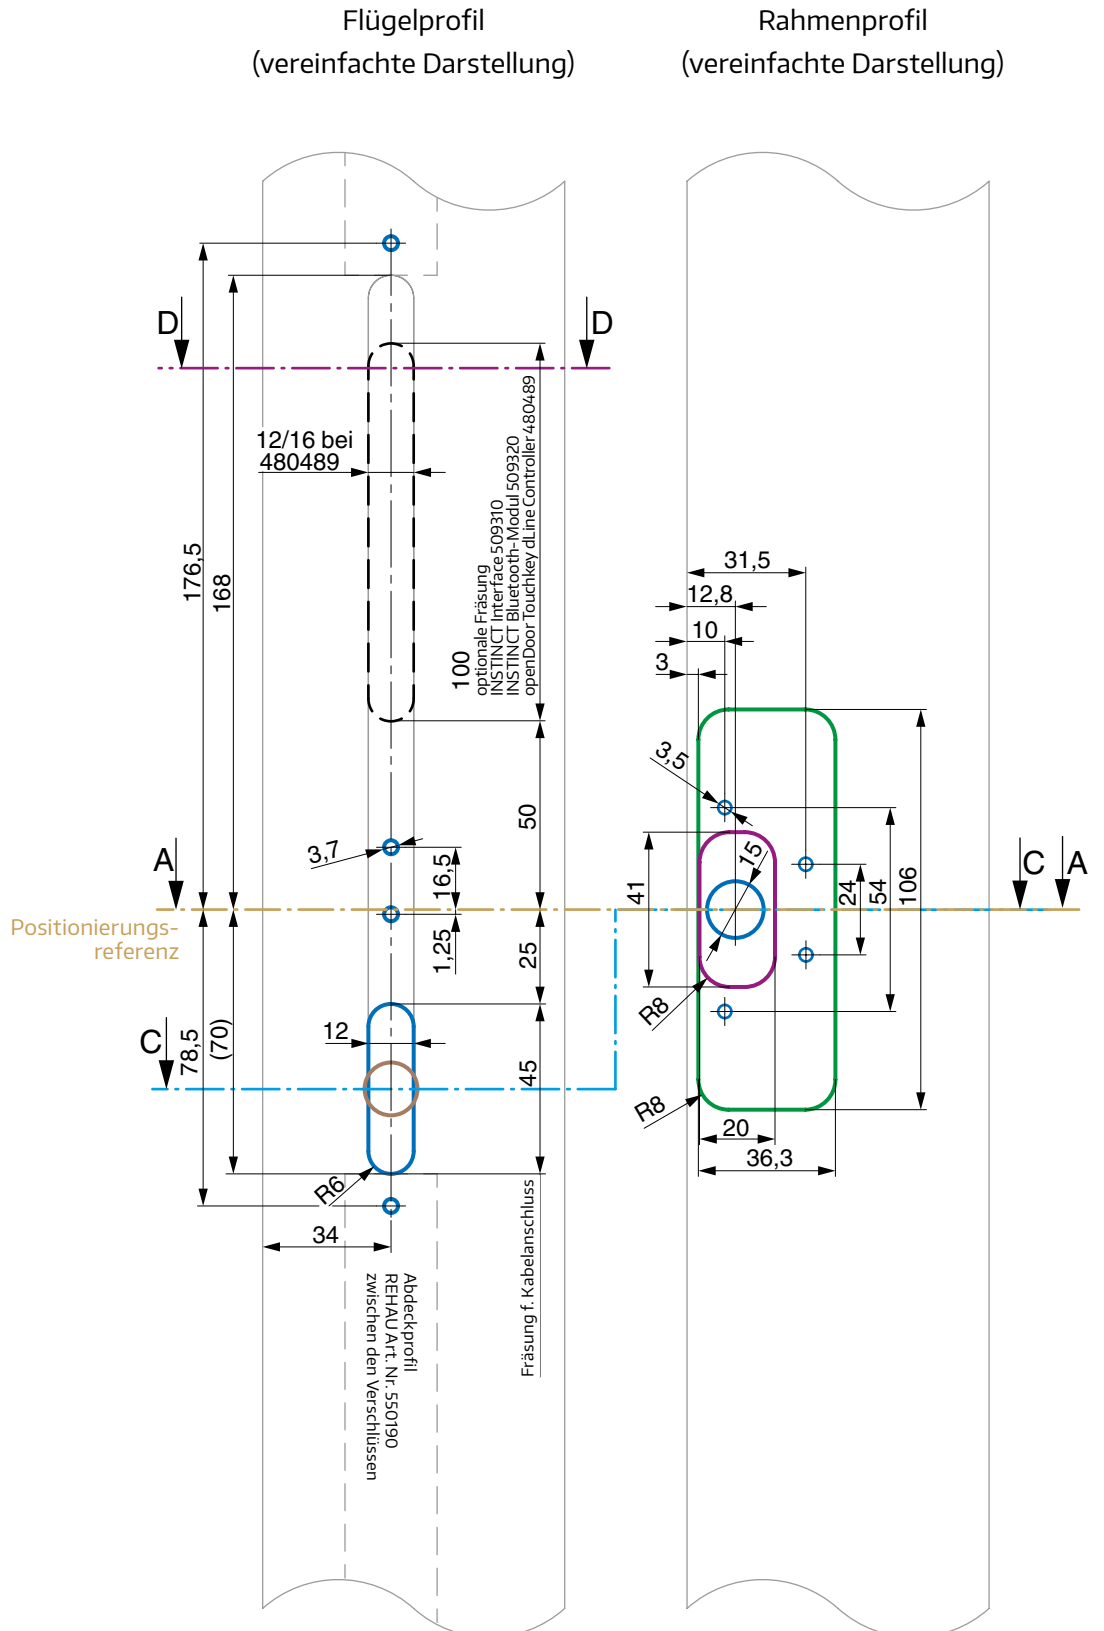 Flügelprofil
(vereinfachte Darstellung)
Rahmenprofil
(vereinfachte Darstellung)
D
D
12/16 bei
480489
176,5
168
100
optionale Fräsung
INSTINCT Interface 509310
INSTINCT Bluetooth-Modul 509320
openDoor Touchkey dLine Controller 480489
50
3,7
16,5
A
Positionierungs-
referenz
1,25
25
C
78,5
(70)
12
45
R6
34
Fräsung f. Kabelanschluss
Abdeckprofil
REHAU Art. Nr. 550190
zwischen den Verschlüssen
31,5
12,8
10
3
3,5
15
41
24
54
106
C
A
R8
R8
20
36,3